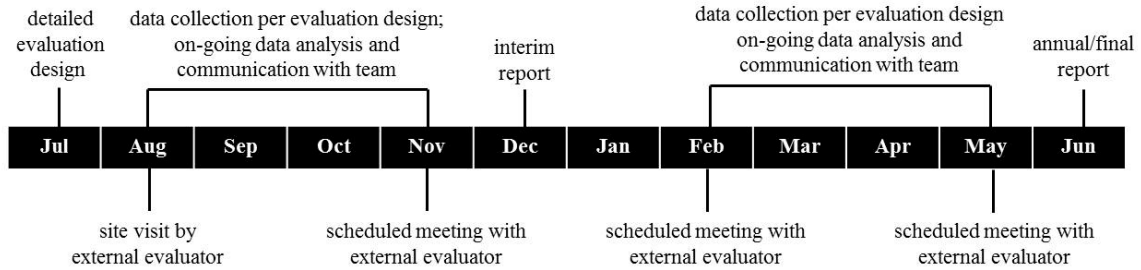 detailed
evaluation
design
data collection per evaluation design;
on-going data analysis and
communication with team
interim
report
data collection per evaluation design
on-going data analysis and
communication with team
annual/final
report
Jul Aug Sep Oct Nov Dec Jan Feb Mar Apr May Jun
site visit by
external evaluator
scheduled meeting with
external evaluator
scheduled meeting with
external evaluator
scheduled meeting with
external evaluator